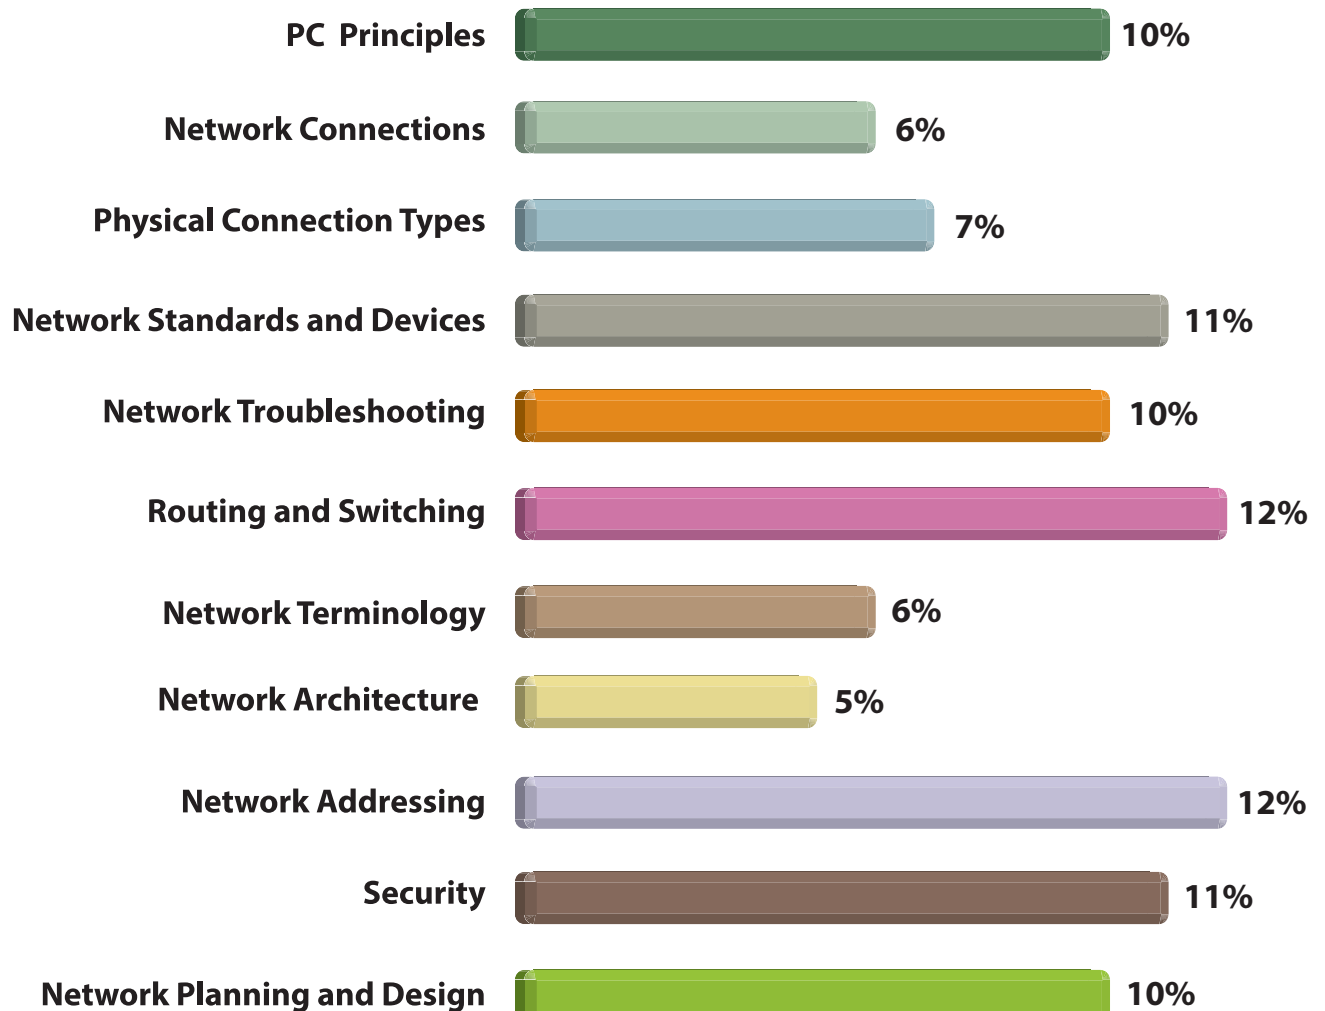 PC Principles 10%
Network Connections 6%
Physical Connection Types 7%
Network Standards and Devices 11%
Network Troubleshooting 10%
Routing and Switching 12%
Network Terminology 6%
Network Architecture 5%
Network Addressing 12%
Security 11%
Network Planning and Design 10%